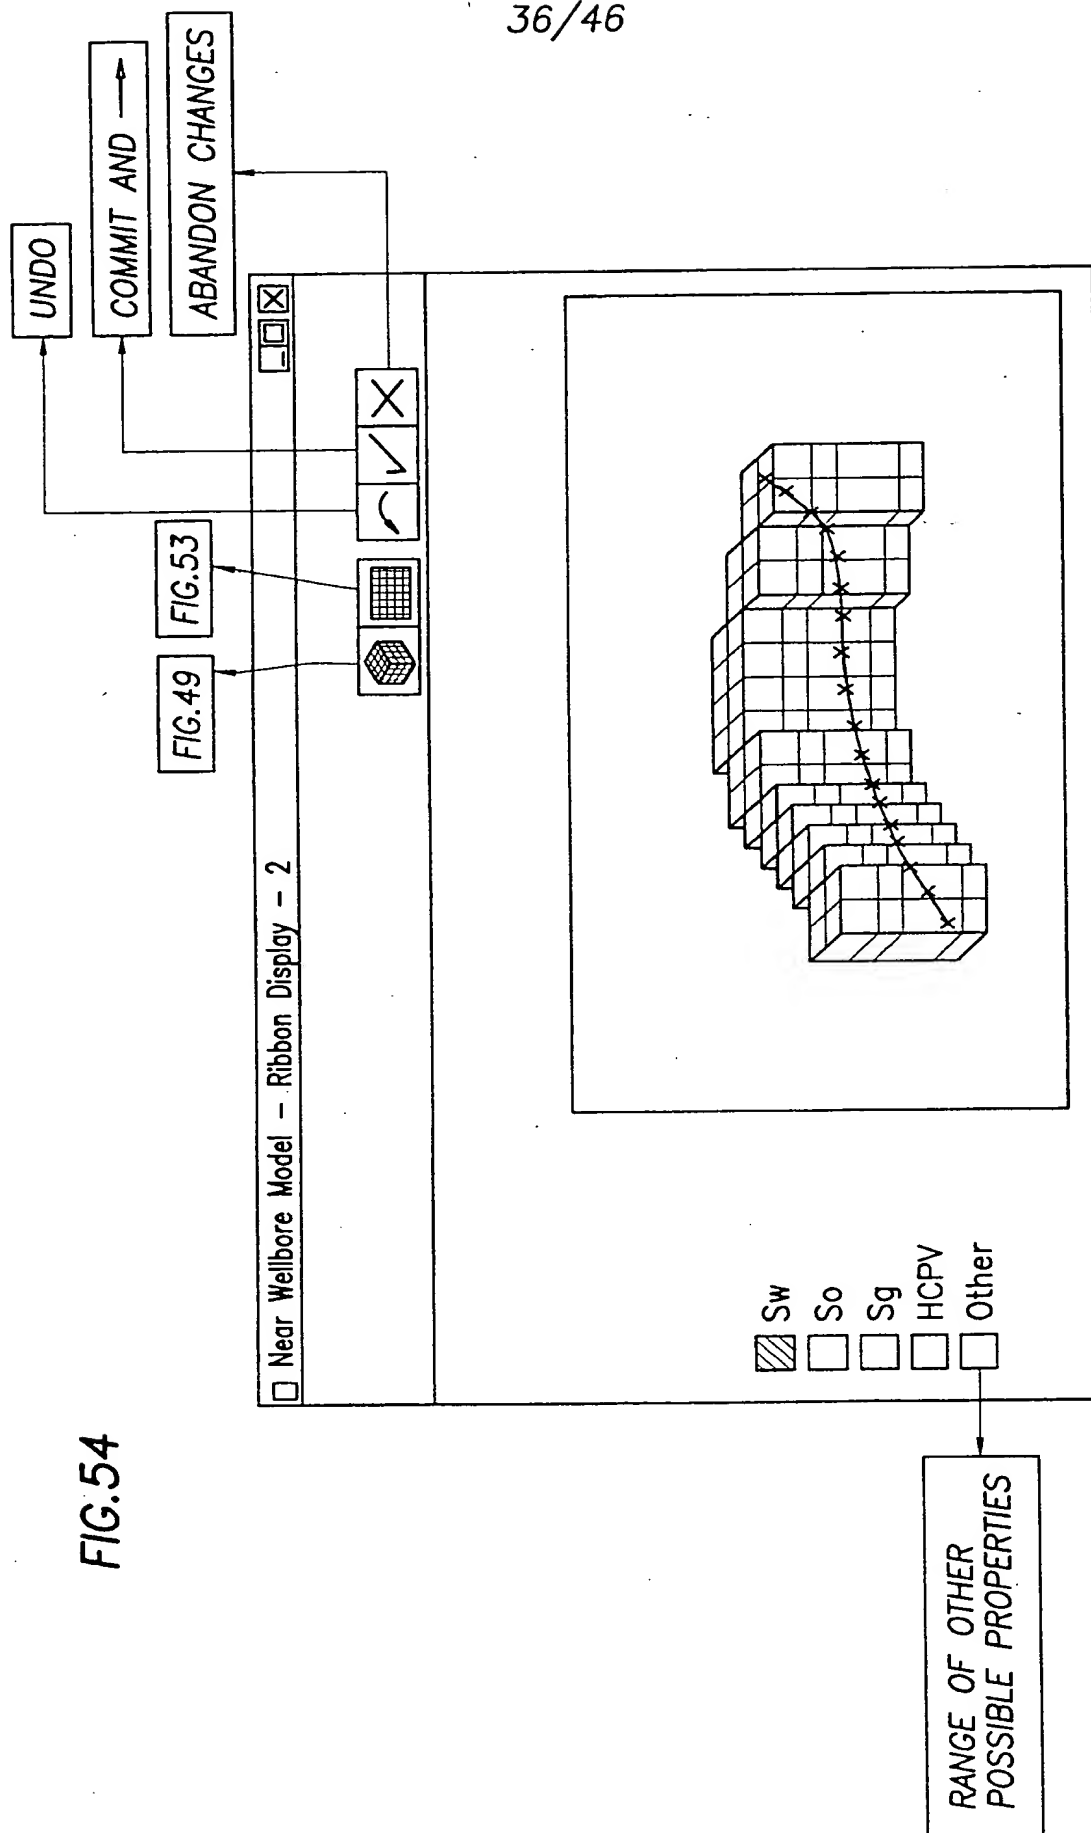 36/46
FIG.54
UNDO
COMMIT AND
ABANDON CHANGES
FIG.49
FIG.53
Near Wellbore Model – Ribbon Display – 2
Sw
So
Sg
HCPV
Other
RANGE OF OTHER
POSSIBLE PROPERTIES